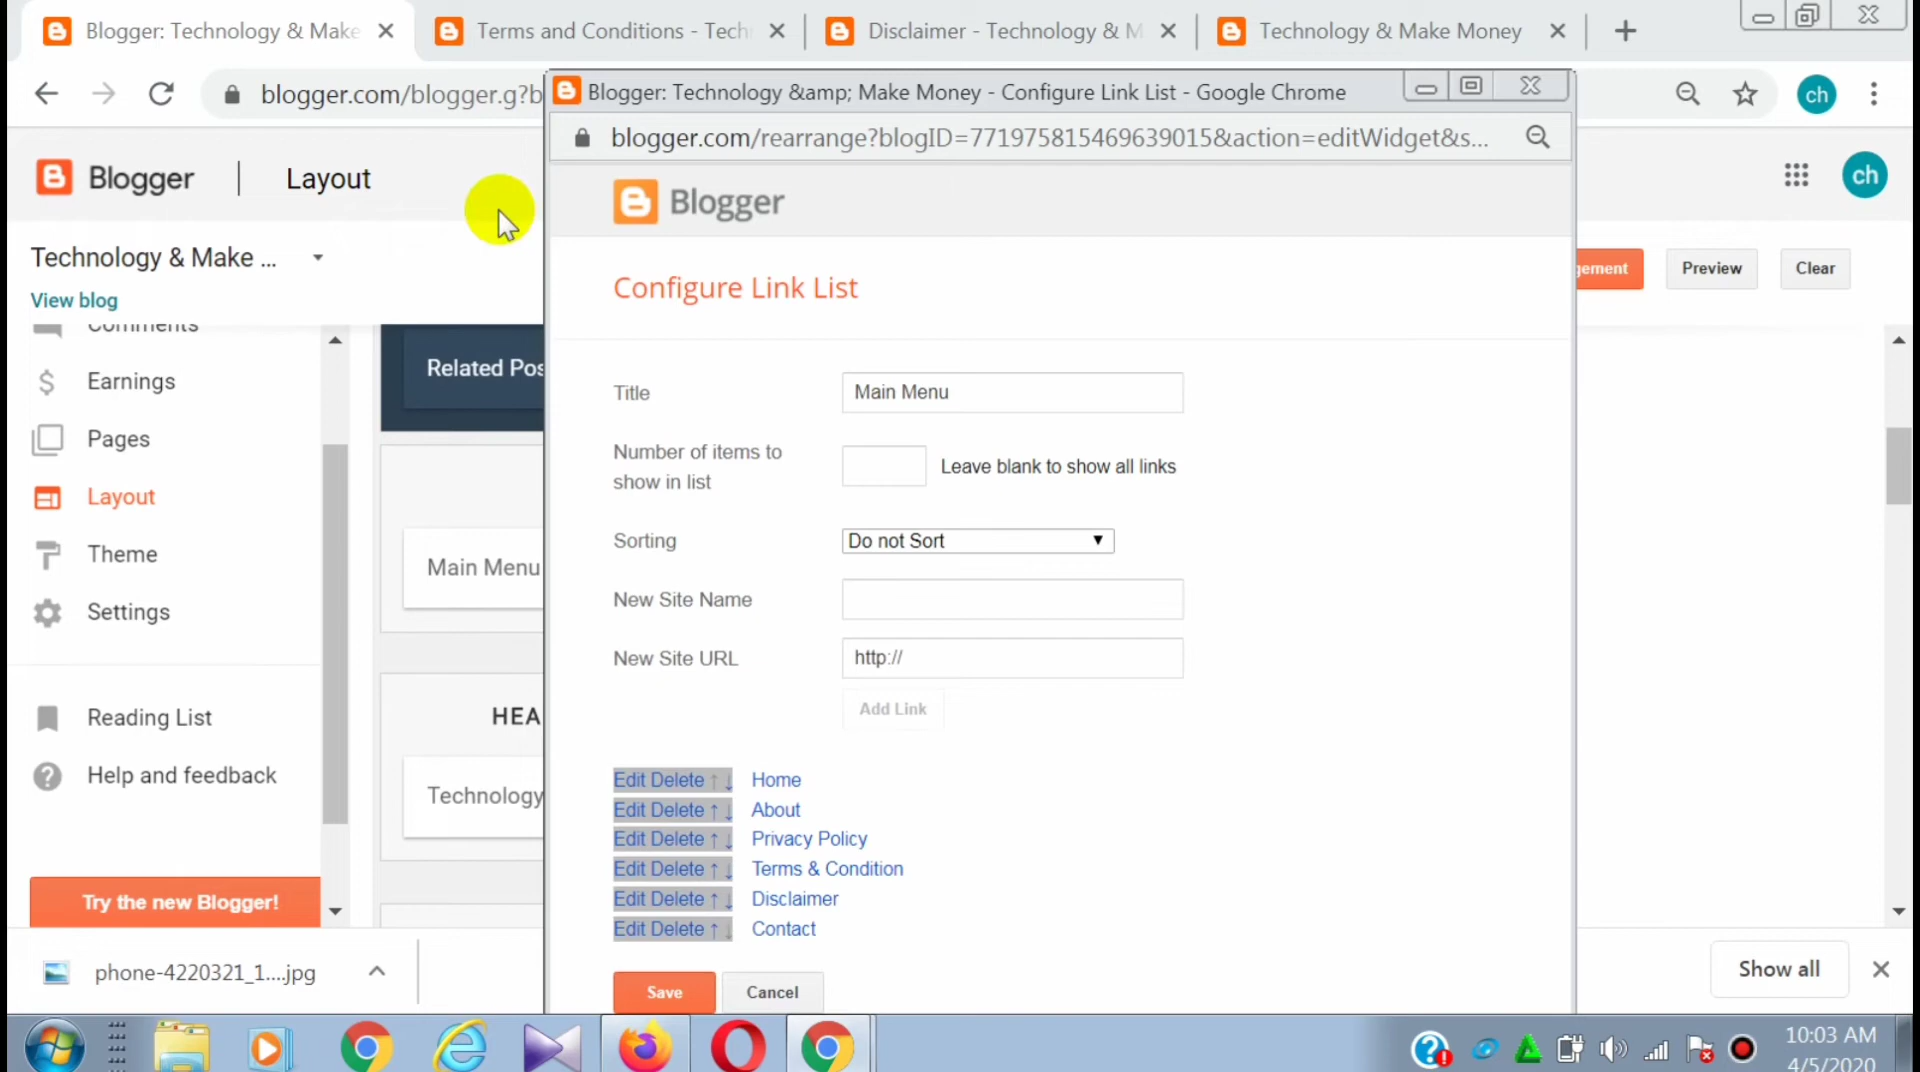 Blogger: Technology & Make
Terms and Conditions - Tech
Disclaimer - Technology & M
Technology & Make Money
blogger.com/blogger.g?b
ch
Blogger: Technology &amp; Make Money - Configure Link List - Google Chrome
blogger.com/rearrange?blogID=771975815469639015&action=editWidget&s...
Blogger
Layout
ch
Blogger
Technology & Make ...
View blog
gement
Preview
Clear
Configure Link List
Comments
Earnings
Pages
Layout
Theme
Settings
Reading List
Help and feedback
Try the new Blogger!
Related Pos
Main Menu
HEA
Technology
Title
Main Menu
Number of items to
show in list
Leave blank to show all links
Sorting
Do not Sort
New Site Name
New Site URL
http://
Add Link
Edit Delete ↑ ↓ Home
Edit Delete ↑ ↓ About
Edit Delete ↑ ↓ Privacy Policy
Edit Delete ↑ ↓ Terms & Condition
Edit Delete ↑ ↓ Disclaimer
Edit Delete ↑ ↓ Contact
Save
Cancel
phone-4220321_1....jpg
Show all
10:03 AM
4/5/2020